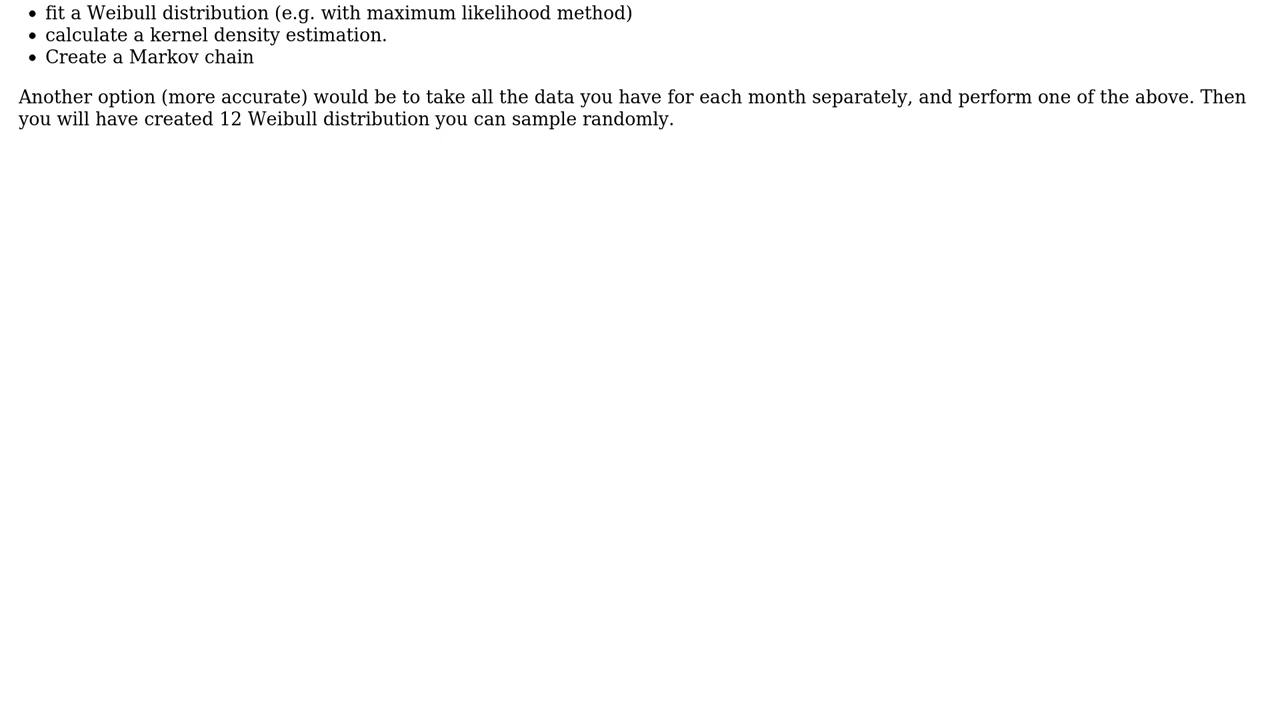 • fit a Weibull distribution (e.g. with maximum likelihood method)
• calculate a kernel density estimation.
• Create a Markov chain
Another option (more accurate) would be to take all the data you have for each month separately, and perform one of the above. Then
you will have created 12 Weibull distribution you can sample randomly.